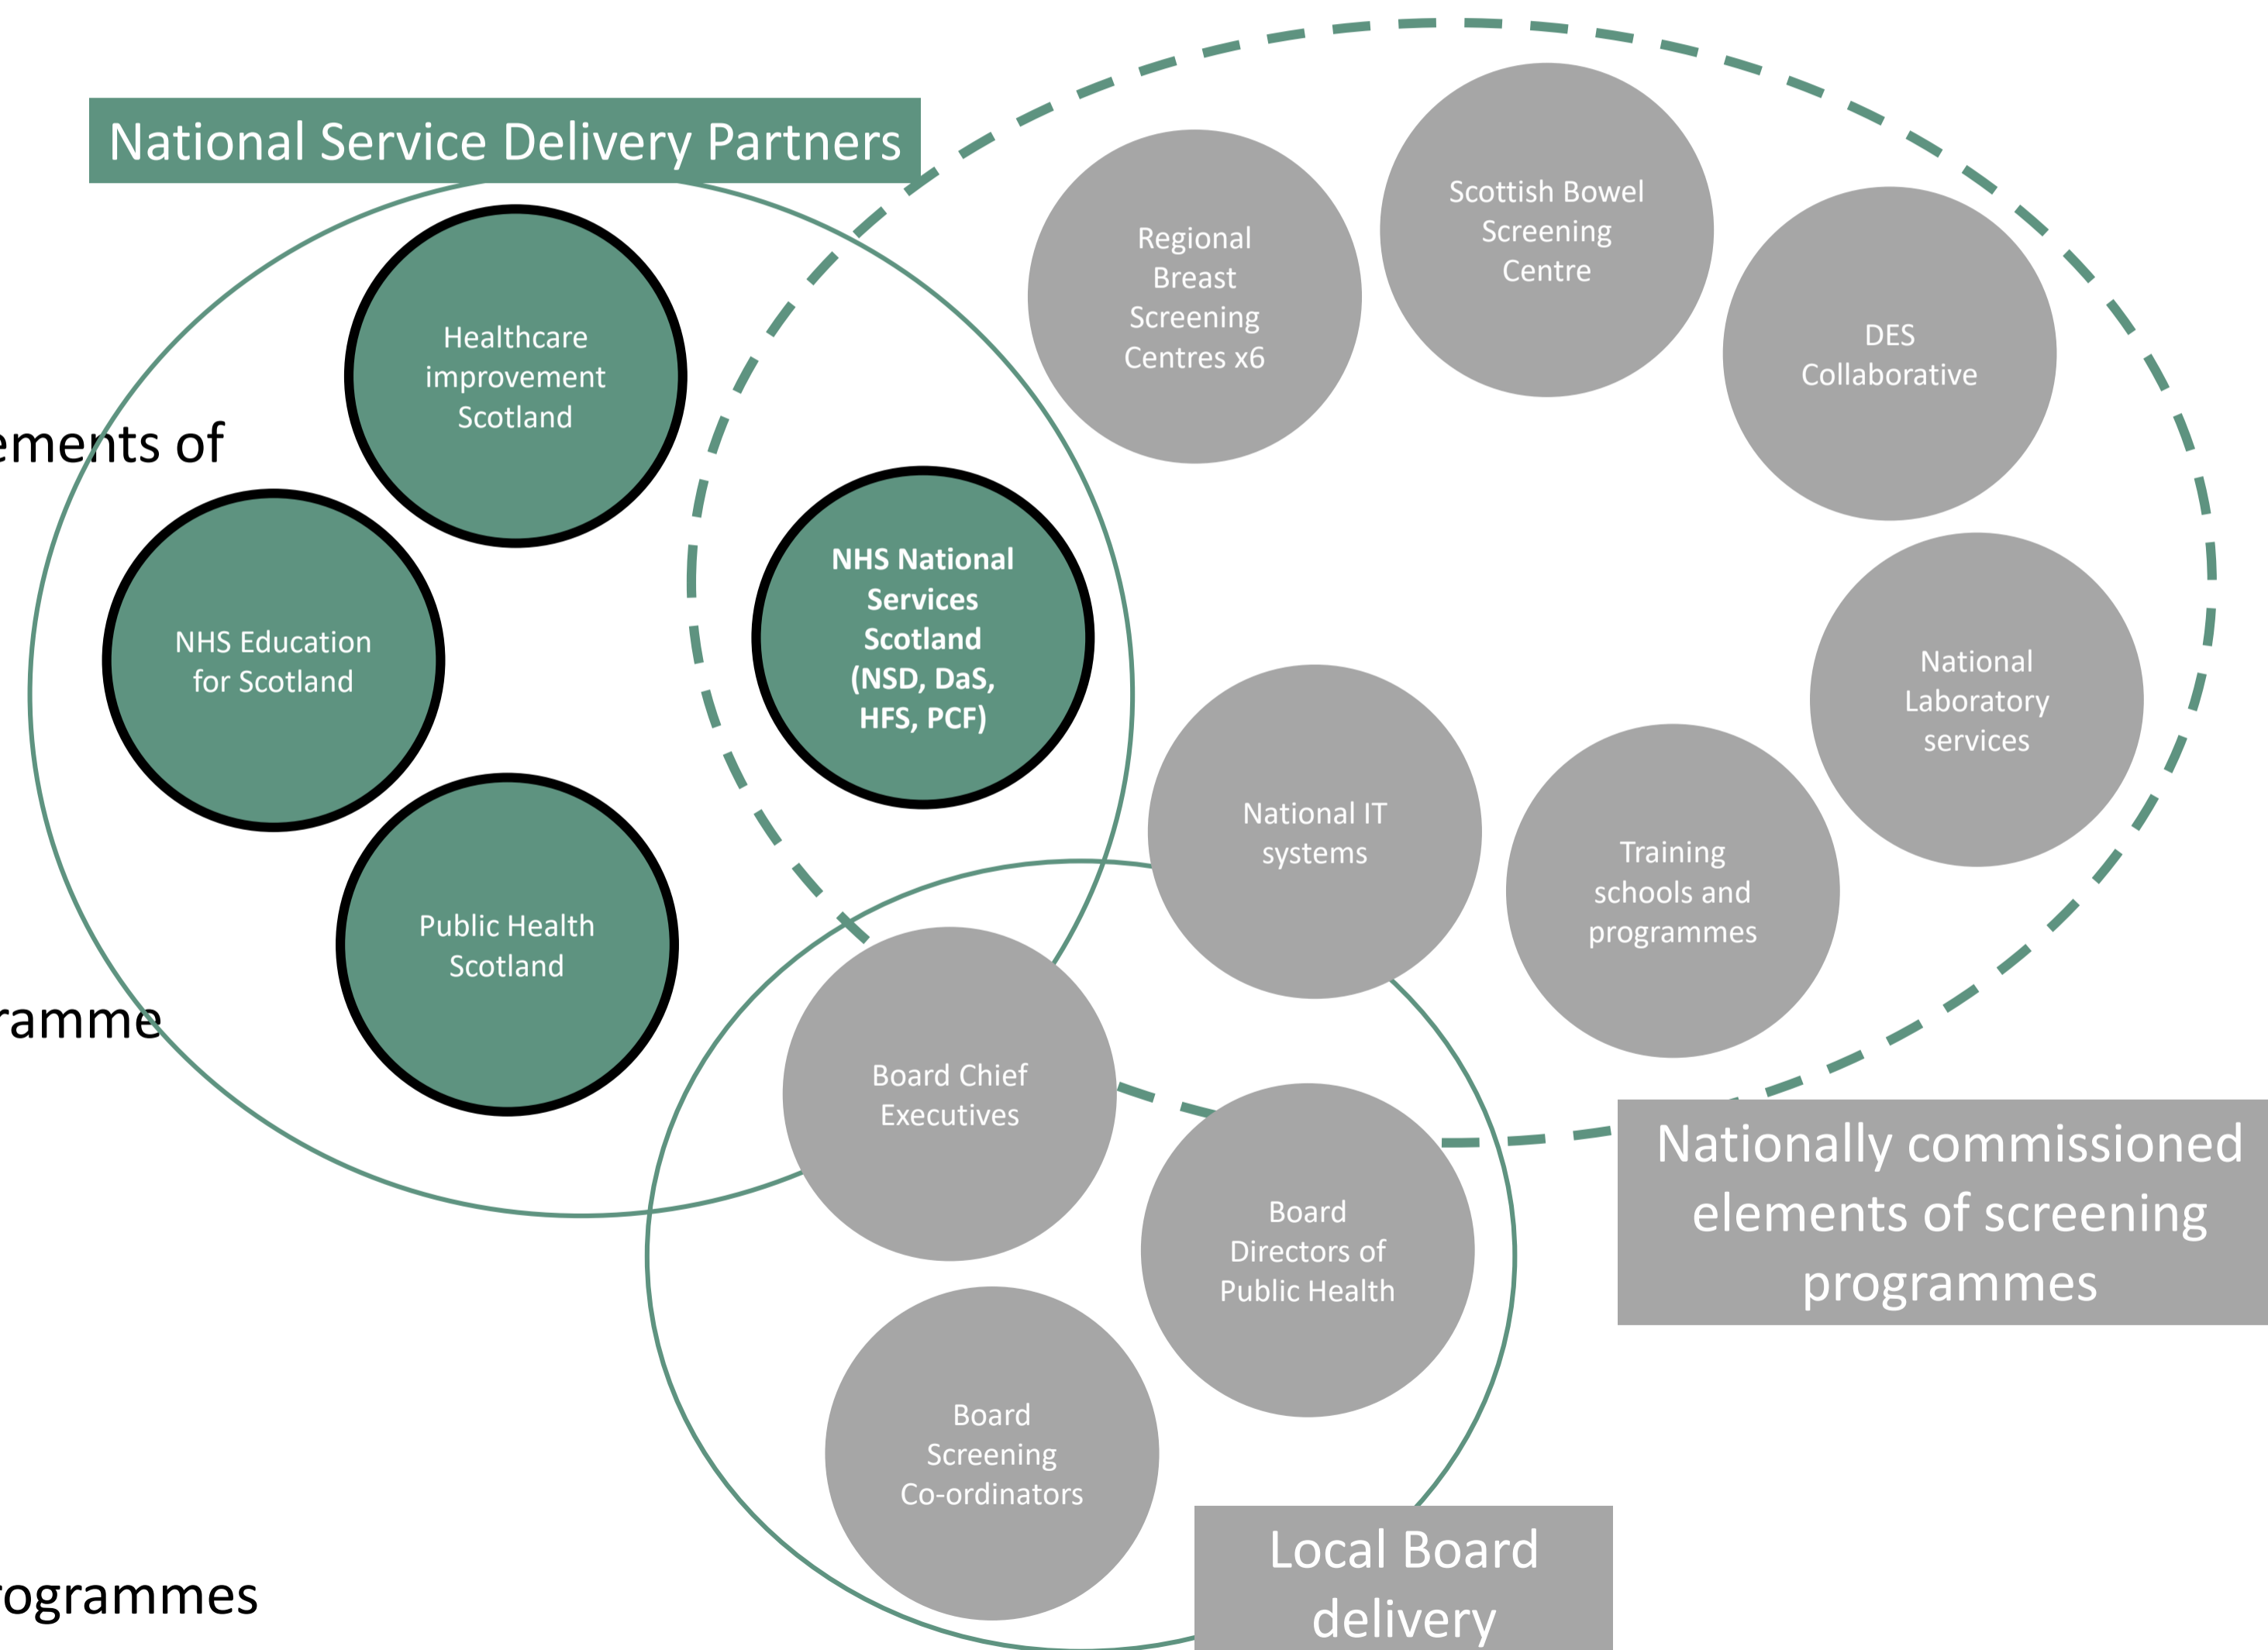 National Service Delivery Partners
Healthcare
improvement
Scotland
ements of
NHS Education
for Scotland
NHS National
Services
Scotland
(NSD, DaS,
HFS, PCF)
Public Health
Scotland
ramme
Regional
Breast
Screening
Centres x6
Scottish Bowel
Screening
Centre
DES
Collaborative
National
Laboratory
services
National IT
systems
Training
schools and
programmes
Board Chief
Executives
Board
Directors of
Public Health
Nationally commissioned
elements of screening
programmes
Board
Screening
Co-ordinators
Local Board
delivery
ogrammes